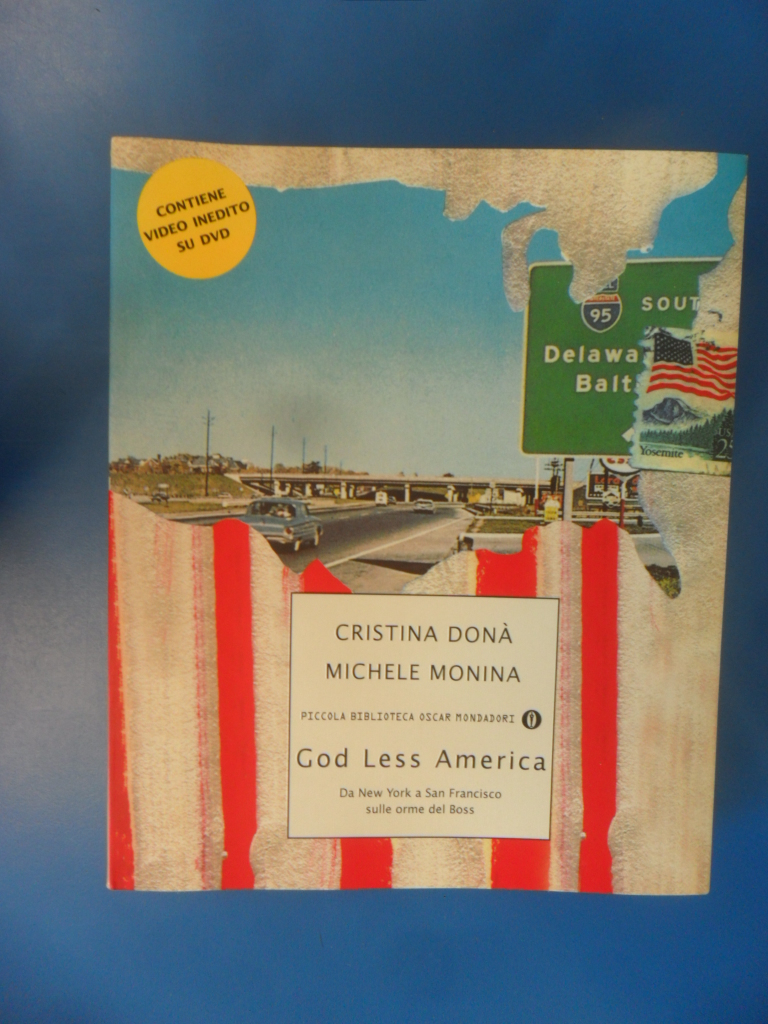 CONTIENE
VIDEO INEDITO
SU DVD
95
SOUT
Delawa
Balt
Yosemite
CRISTINA DONÀ
MICHELE MONINA
PICCOLA BIBLIOTECA OSCAR MONDADORI
God Less America
Da New York a San Francisco
sulle orme del Boss